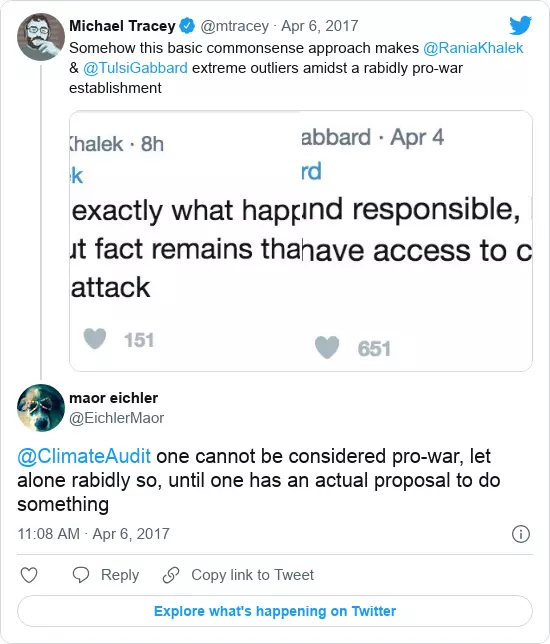 Michael Tracey @mtracey · Apr 6, 2017
Somehow this basic commonsense approach makes @RaniaKhalek
& @TulsiGabbard extreme outliers amidst a rabidly pro-war
establishment
Khalek · 8h
k
exactly what happ
ut fact remains tha
attack
151
abbard · Apr 4
rd
und responsible,
have access to c
651
maor eichler
@EichlerMaor
@ClimateAudit one cannot be considered pro-war, let
alone rabidly so, until one has an actual proposal to do
something
11:08 AM · Apr 6, 2017
Reply
Copy link to Tweet
Explore what's happening on Twitter